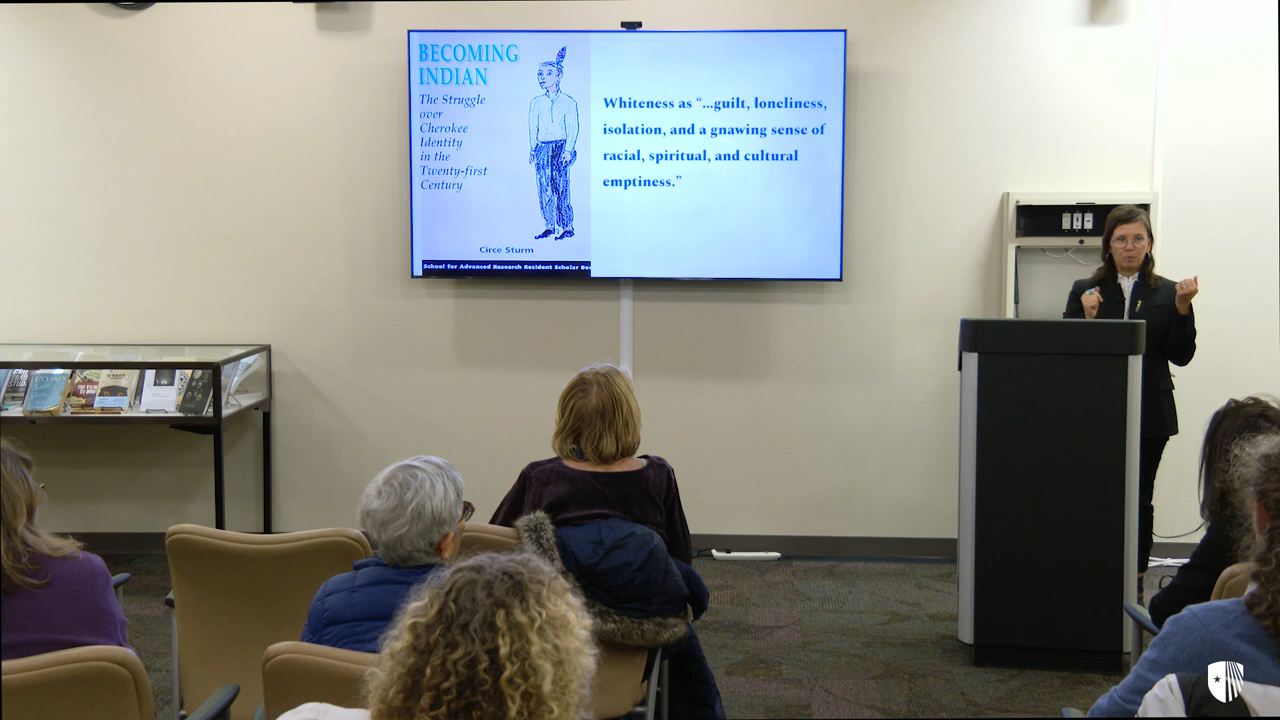 BECOMING
INDIAN
The Struggle
over
Cherokee
Identity
in the
Twenty-first
Century
Circe Sturm
School for Advanced Research Resident Scholar Boo
Whiteness as “...guilt, loneliness,
isolation, and a gnawing sense of
racial, spiritual, and cultural
emptiness.”